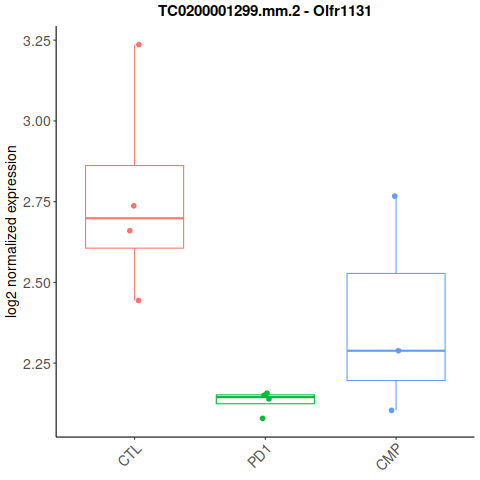 TC0200001299.mm.2 - Olfr1131
log2 normalized expression
3.25
3.00
2.75
2.50
2.25
CTL
PD1
CMP